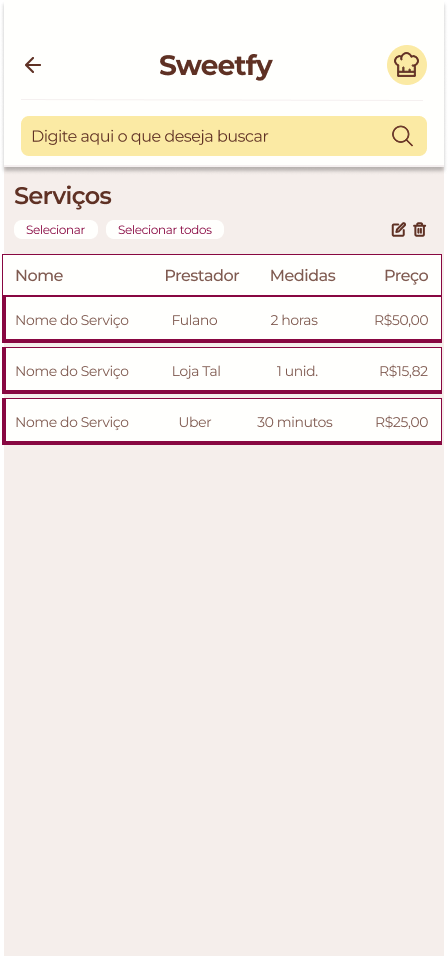 Sweetfy
Digite aqui o que deseja buscar
Serviços
Selecionar Selecionar todos
Nome Prestador Medidas Preço
Nome do Serviço Fulano 2 horas R$50,00
Nome do Serviço Loja Tal 1 unid. R$15,82
Nome do Serviço Uber 30 minutos R$25,00